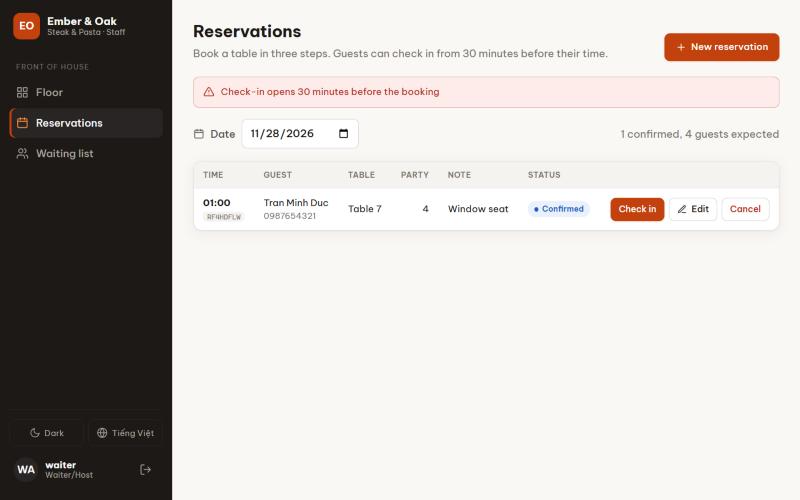 EO
Ember & Oak
Steak & Pasta · Staff
FRONT OF HOUSE
Floor
Reservations
Waiting list
Dark
Tiếng Việt
WA
waiter
Waiter/Host
Reservations
Book a table in three steps. Guests can check in from 30 minutes before their time.
+ New reservation
Check-in opens 30 minutes before the booking
Date 11/28/2026
1 confirmed, 4 guests expected
TIME GUEST TABLE PARTY NOTE STATUS
01:00 Tran Minh Duc Table 7 4 Window seat Confirmed Check in Edit Cancel
RF4HDFLW 0987654321